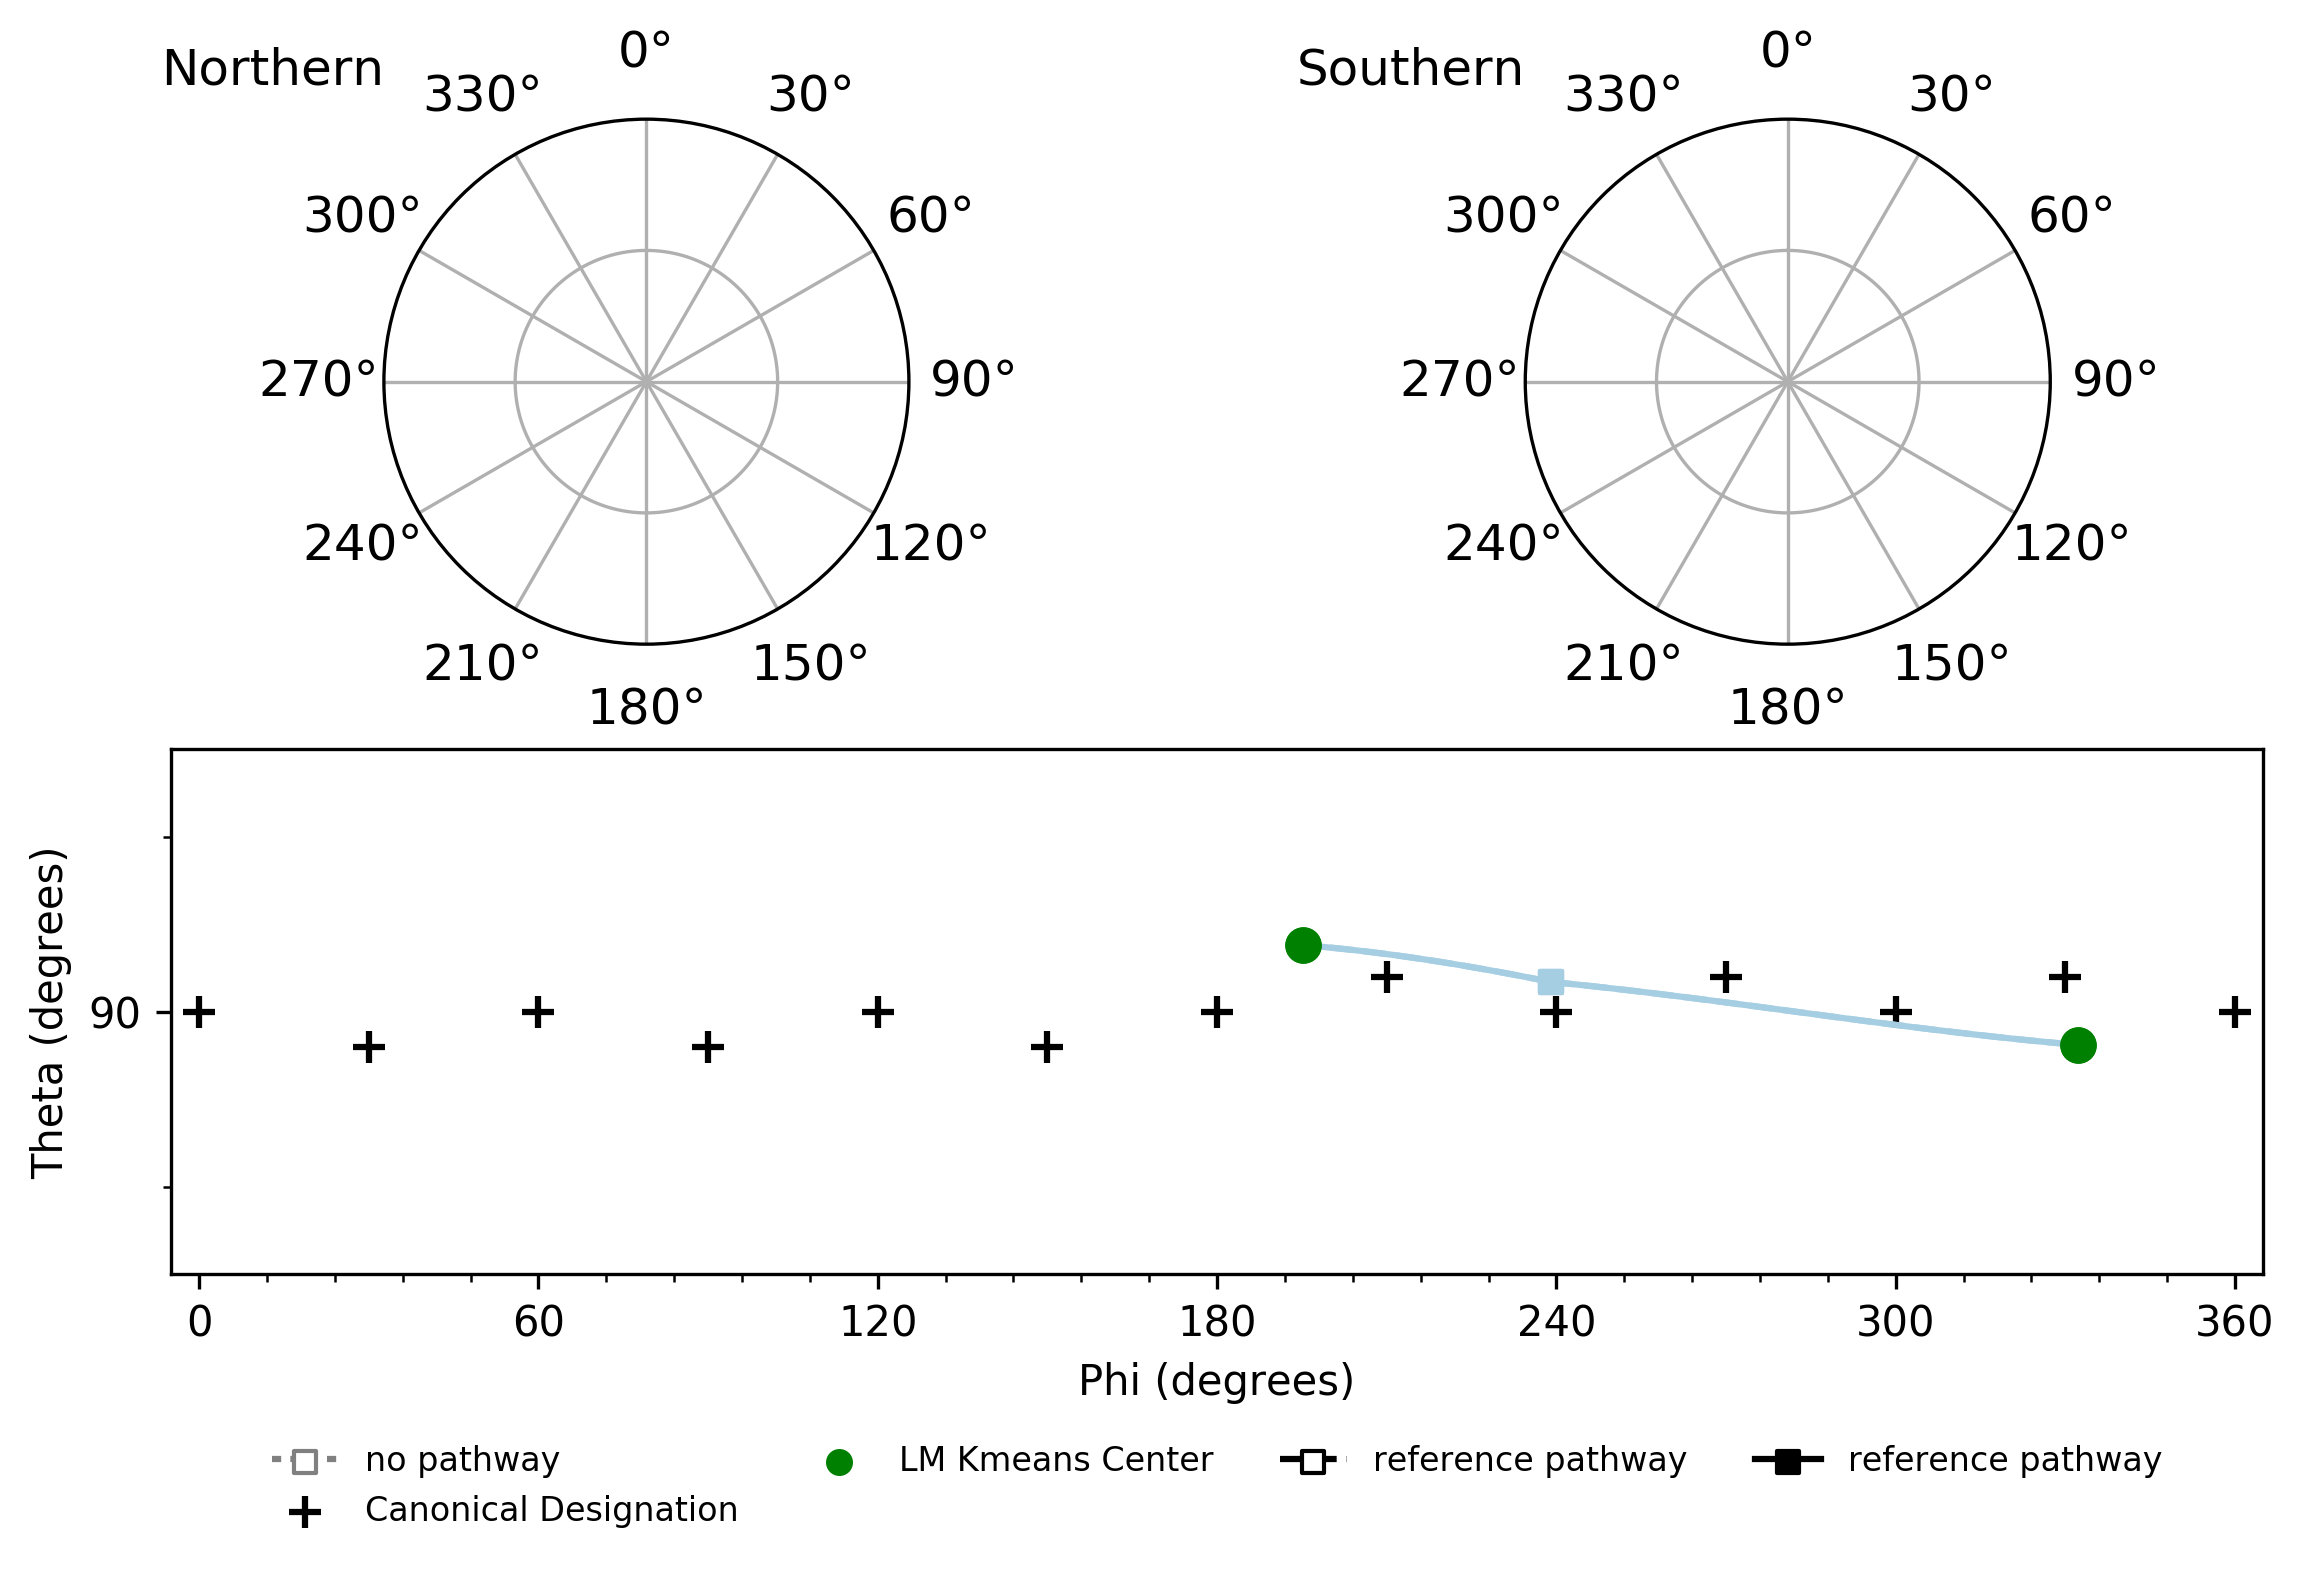 Northern
0°
30°
60°
90°
120°
150°
180°
210°
240°
270°
300°
330°
Southern
0°
30°
60°
90°
120°
150°
180°
210°
240°
270°
300°
330°
Theta (degrees)
90
0 60 120 180 240 300 360
Phi (degrees)
no pathway
Canonical Designation
LM Kmeans Center
reference pathway
reference pathway